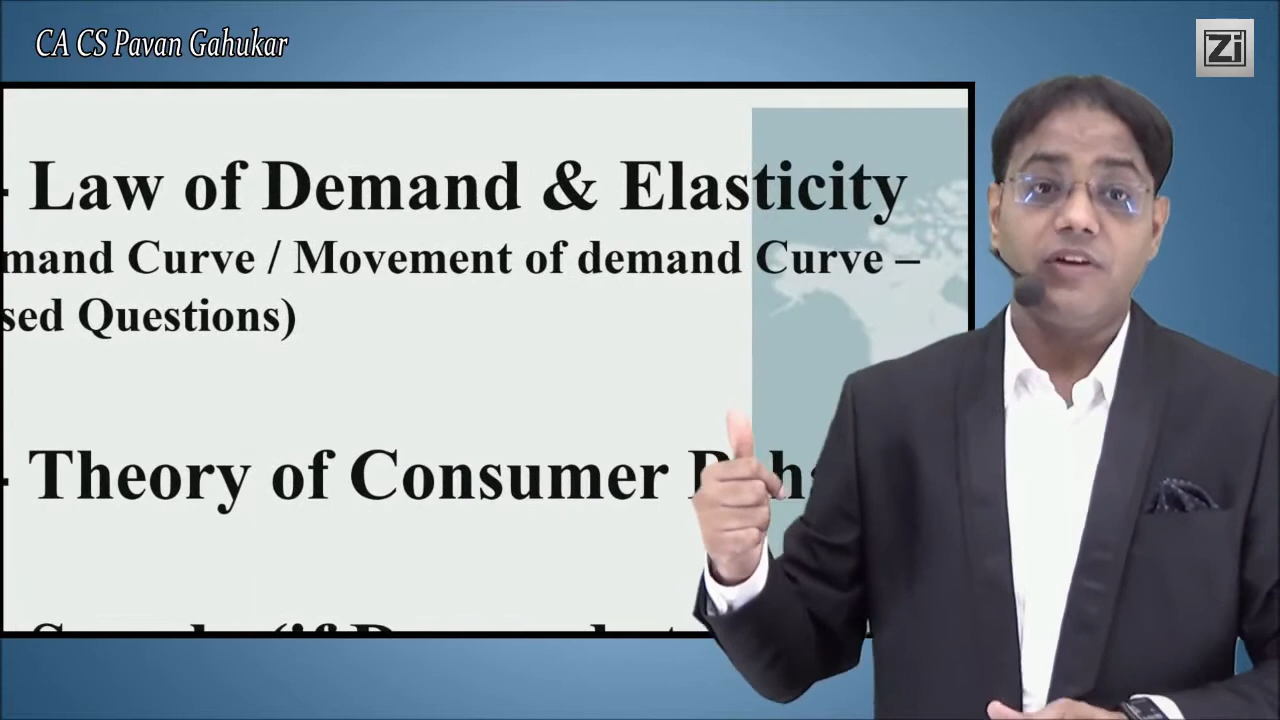 CA CS Pavan Gahukar
Zi
- Law of Demand & Elasticity
mand Curve / Movement of demand Curve –
sed Questions)
- Theory of Consumer